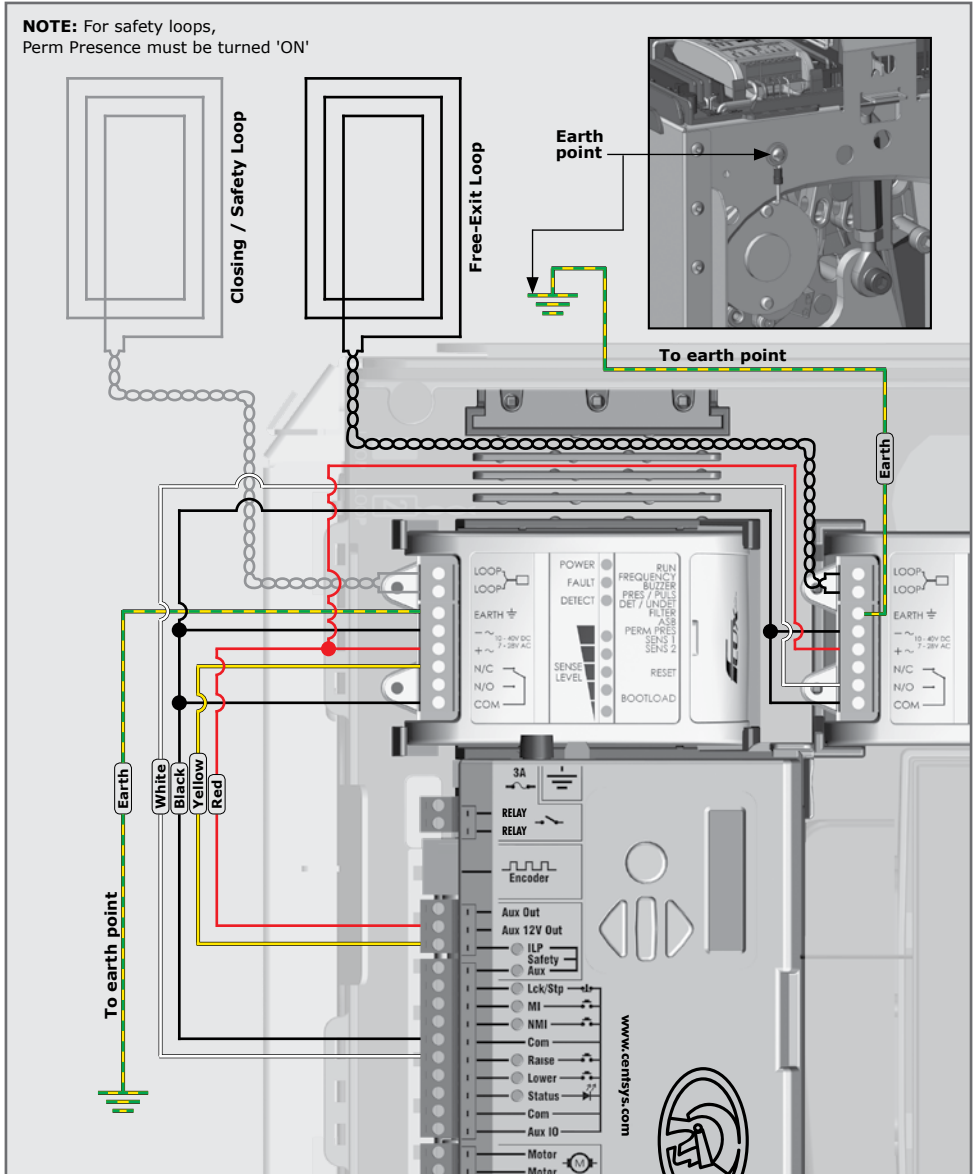 NOTE: For safety loops,
Perm Presence must be turned 'ON'
Closing / Safety Loop
Free-Exit Loop
Earth
point
To earth point
Earth
LOOP
LOOP
EARTH
10 - 40V DC
7 - 28V AC
N/C
N/O
COM
POWER
FAULT
DETECT
SENSE
LEVEL
RUN
FREQUENCY
BUZZER
PRES / PULS
DET / UNDET
FILTER
ASB
PERM PRES
SENS 1
SENS 2
RESET
BOOTLOAD
LOOP
LOOP
EARTH
10 - 40V DC
7 - 28V AC
N/C
N/O
COM
Earth
White
Black
Yellow
Red
To earth point
3A
RELAY
RELAY
Encoder
Aux Out
Aux 12V Out
ILP
Safety
Aux
Lck/Stp
MI
NMI
Com
Raise
Lower
Status
Com
Aux IO
Motor
M
Motor
www.centsys.com